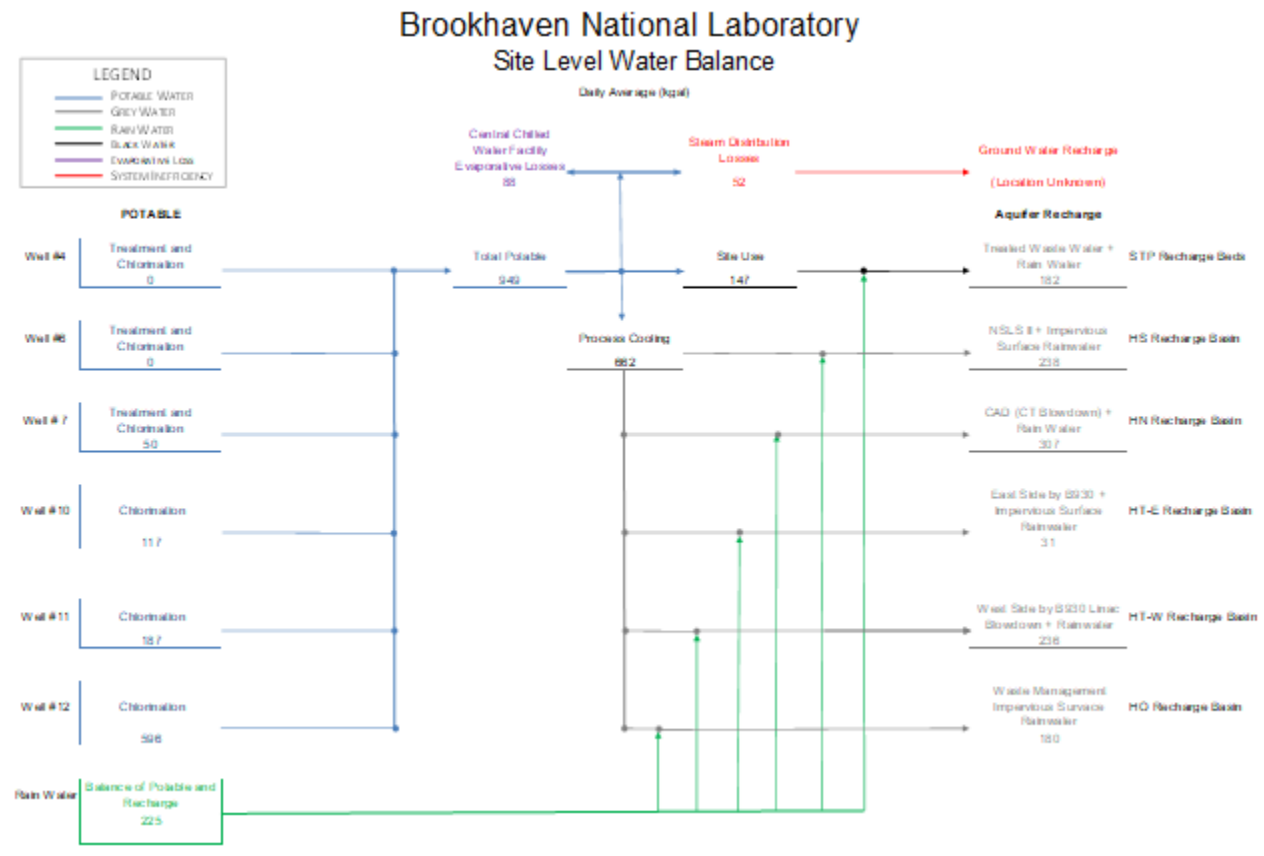 Brookhaven National Laboratory
Site Level Water Balance
Daily Average (kgal)
LEGEND
POTABLE WATER
GREY WATER
RAIN WATER
BLACK WATER
EVAPORATIVE LOSS
SYSTEM INEFFICIENCY
Central Chilled
Water Facility
Evaporative Losses
88
Steam Distribution
Losses
52
Ground Water Recharge
(Location Unknown)
POTABLE
Aquifer Recharge
Well #4
Treatment and
Chlorination
0
Total Potable
949
Site Use
147
Treated Waste Water +
Rain Water
182
STP Recharge Beds
Well #6
Treatment and
Chlorination
0
Process Cooling
662
NSLS II + Impervious
Surface Rainwater
238
HS Recharge Basin
Well # 7
Treatment and
Chlorination
50
CAD (CT Blowdown) +
Rain Water
307
HN Recharge Basin
Well #10
Chlorination
117
East Side by B930 +
Impervious Surface
Rainwater
31
HT-E Recharge Basin
Well #11
Chlorination
187
West Side by B930 Linac
Blowdown + Rainwater
236
HT-W Recharge Basin
Well #12
Chlorination
596
Waste Management
Impervious Survace
Rainwater
180
HO Recharge Basin
Rain Water
Balance of Potable and
Recharge
225